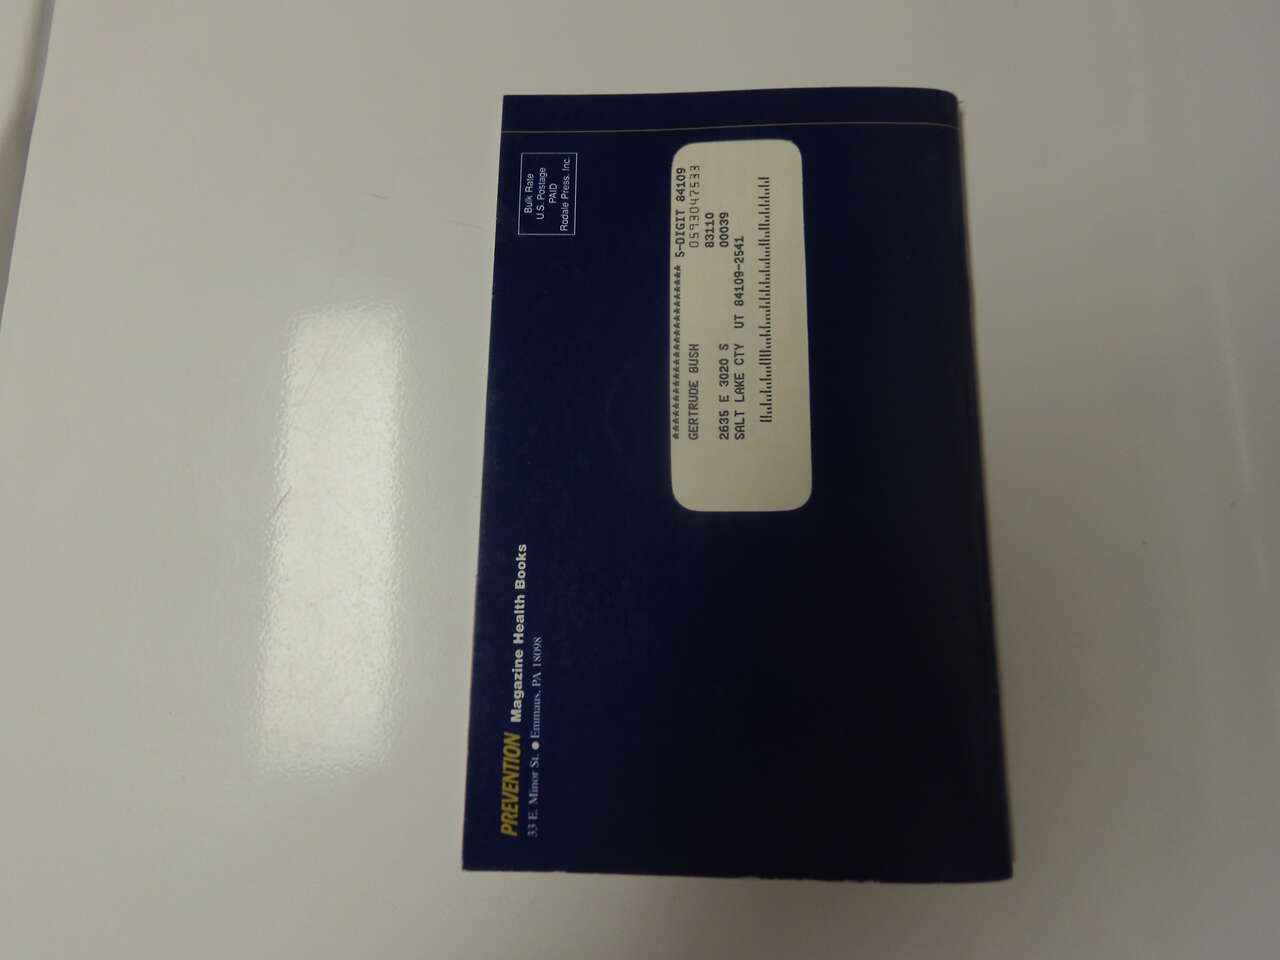 PREVENTION Magazine Health Books
33 E. Minor St. ● Emmaus, PA 18098
Bulk Rate
U.S. Postage
PAID
Rodale Press, Inc.
******************************** 5-DIGIT 84109
GERTRUDE BUSH 0593047533
83110
2635 E 3020 S 00039
SALT LAKE CTY UT 84109-2541